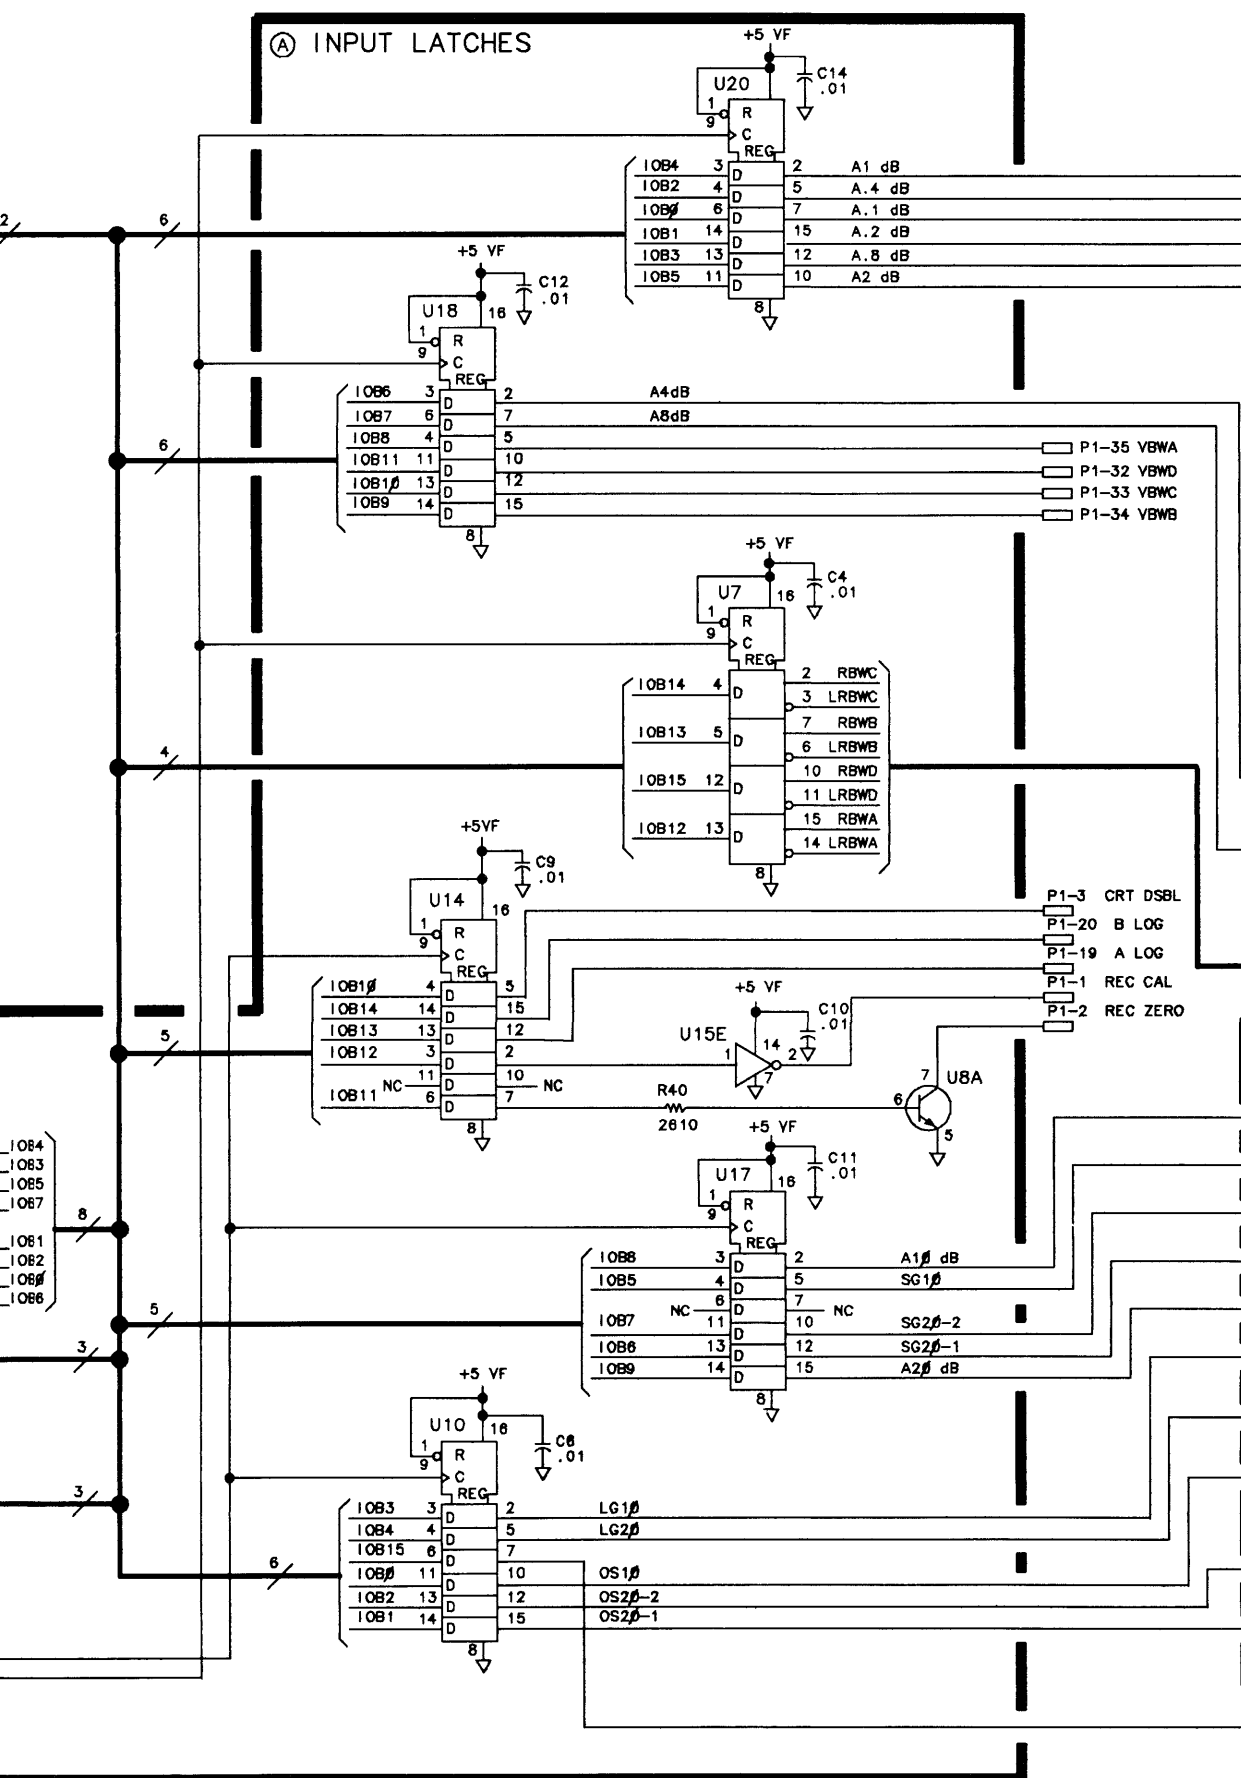 Ⓐ INPUT LATCHES
+5 VF
C14
.01
U20
1
9
R
C
REG
IOB4 3 D 2 A1 dB
IOB2 4 D 5 A.4 dB
IOB0 6 D 7 A.1 dB
IOB1 14 D 15 A.2 dB
IOB3 13 D 12 A.8 dB
IOB5 11 D 10 A2 dB
8
2
6
+5 VF
C12
.01
U18
16
1
9
R
C
REG
IOB6 3 D 2 A4dB
IOB7 6 D 7 A8dB
IOB8 4 D 5 P1-35 VBWA
IOB11 11 D 10 P1-32 VBWD
IOB10 13 D 12 P1-33 VBWC
IOB9 14 D 15 P1-34 VBWB
8
6
+5 VF
C4
.01
U7
16
1
9
R
C
REG
IOB14 4 D 2 RBWC
3 LRBWC
IOB13 5 D 7 RBWB
6 LRBWB
IOB15 12 D 10 RBWD
11 LRBWD
IOB12 13 D 15 RBWA
14 LRBWA
8
4
+5VF
C9
.01
U14
16
1
9
R
C
REG
IOB10 4 D 5
IOB14 14 D 15
IOB13 13 D 12
IOB12 3 D 2
NC 11 D 10 NC
IOB11 6 D 7
8
5
P1-3 CRT DSBL
P1-20 B LOG
P1-19 A LOG
P1-1 REC CAL
P1-2 REC ZERO
+5 VF
C10
.01
U15E
1
14
2
7
R40
2610
7
U8A
6
5
+5 VF
C11
.01
U17
16
1
9
R
C
REG
IOB8 3 D 2 A10 dB
IOB5 4 D 5 SG10
NC 6 D 7 NC
IOB7 11 D 10 SG20-2
IOB6 13 D 12 SG20-1
IOB9 14 D 15 A20 dB
8
IOB4
IOB3
IOB5
IOB7
IOB1
IOB2
IOB0
IOB6
8
5
3
3
+5 VF
U10
16
C6
.01
1
9
R
C
REG
IOB3 3 D 2 LG10
IOB4 4 D 5 LG20
IOB15 6 D 7
IOB0 11 D 10 OS10
IOB2 13 D 12 OS20-2
IOB1 14 D 15 OS20-1
8
6